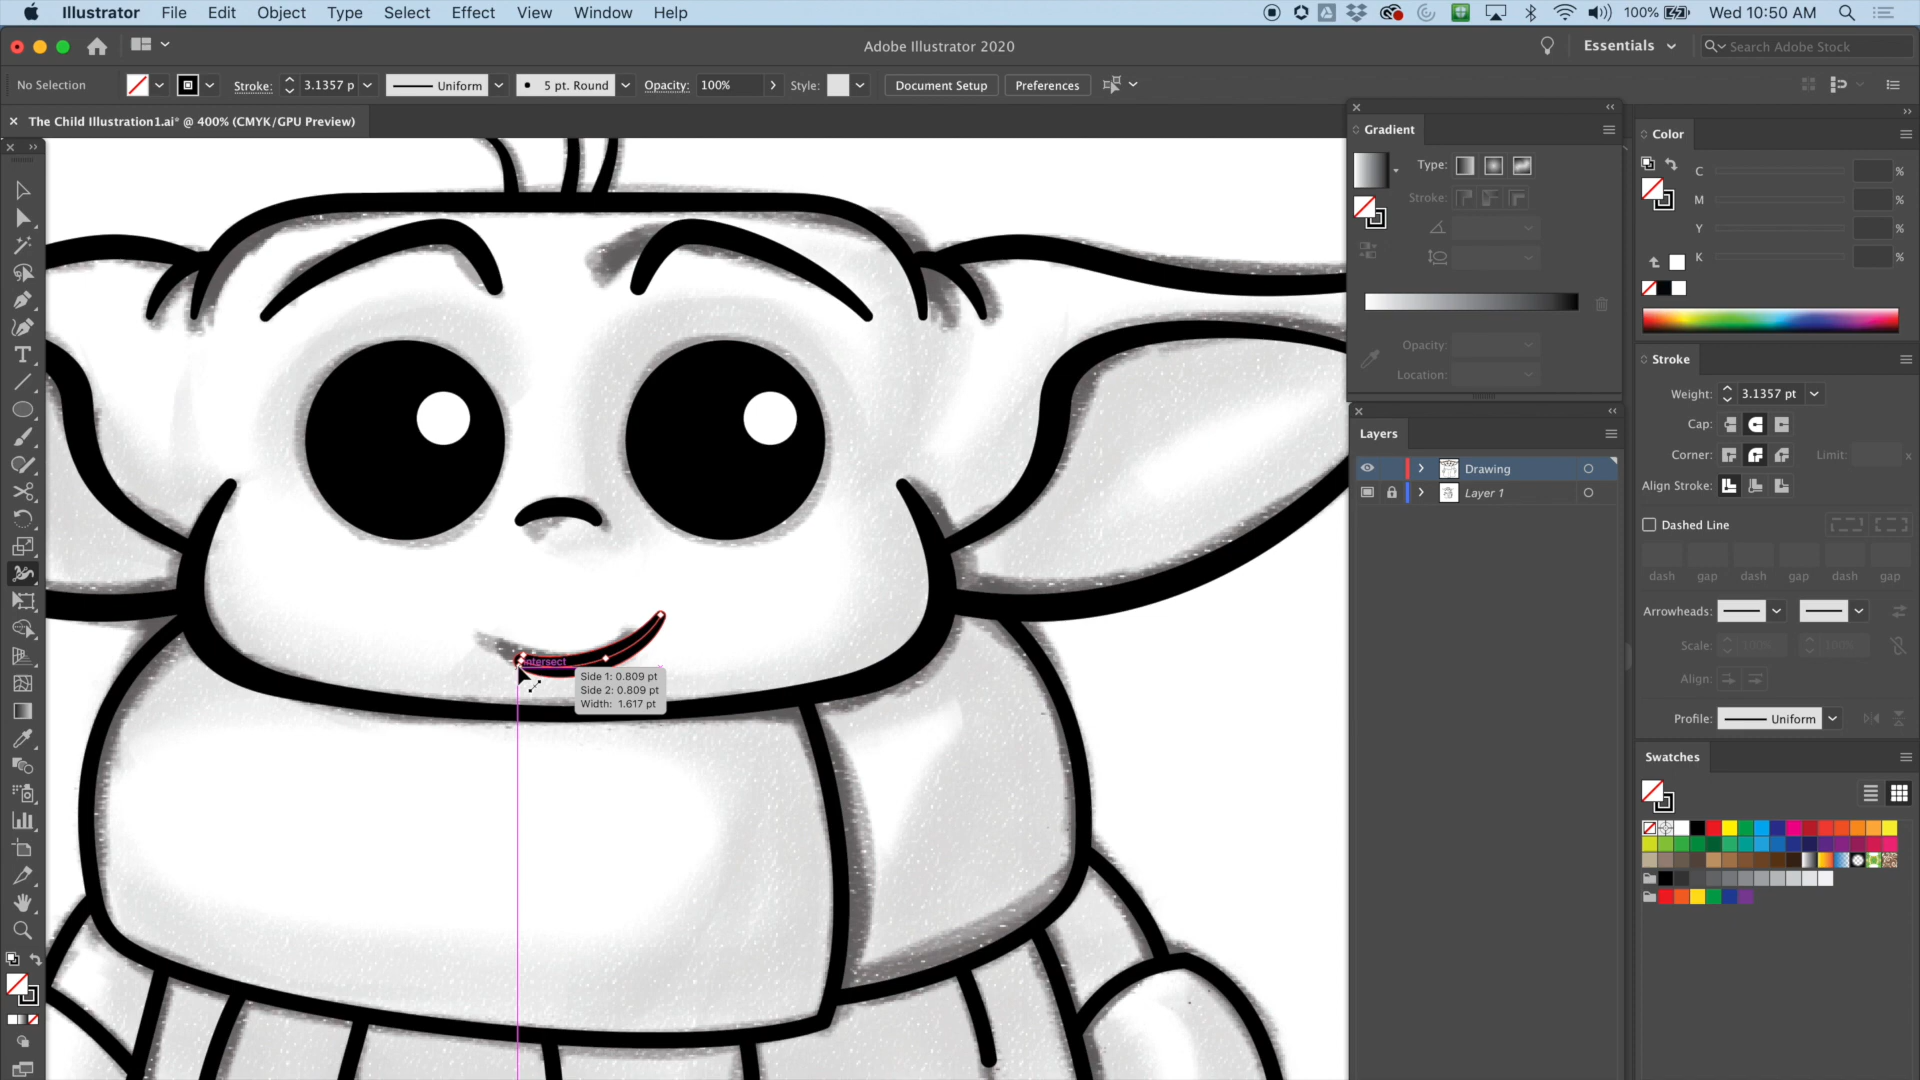 Illustrator File Edit Object Type Select Effect View Window Help 100% Wed 10:50 AM
Adobe Illustrator 2020 Essentials Search Adobe Stock
No Selection Stroke: 3.1357 p Uniform 5 pt. Round Opacity: 100% Style: Document Setup Preferences
The Child Illustration1.ai* @ 400% (CMYK/GPU Preview)
Gradient
Type:
Stroke:
Opacity:
Location:
Layers
Drawing
Layer 1
Color
C %
M %
Y %
K %
Stroke
Weight: 3.1357 pt
Cap:
Corner: Limit: x
Align Stroke:
Dashed Line
dash gap dash gap dash gap
Arrowheads:
Scale: 100% 100%
Align:
Profile: Uniform
Swatches
intersect
Side 1: 0.809 pt
Side 2: 0.809 pt
Width: 1.617 pt